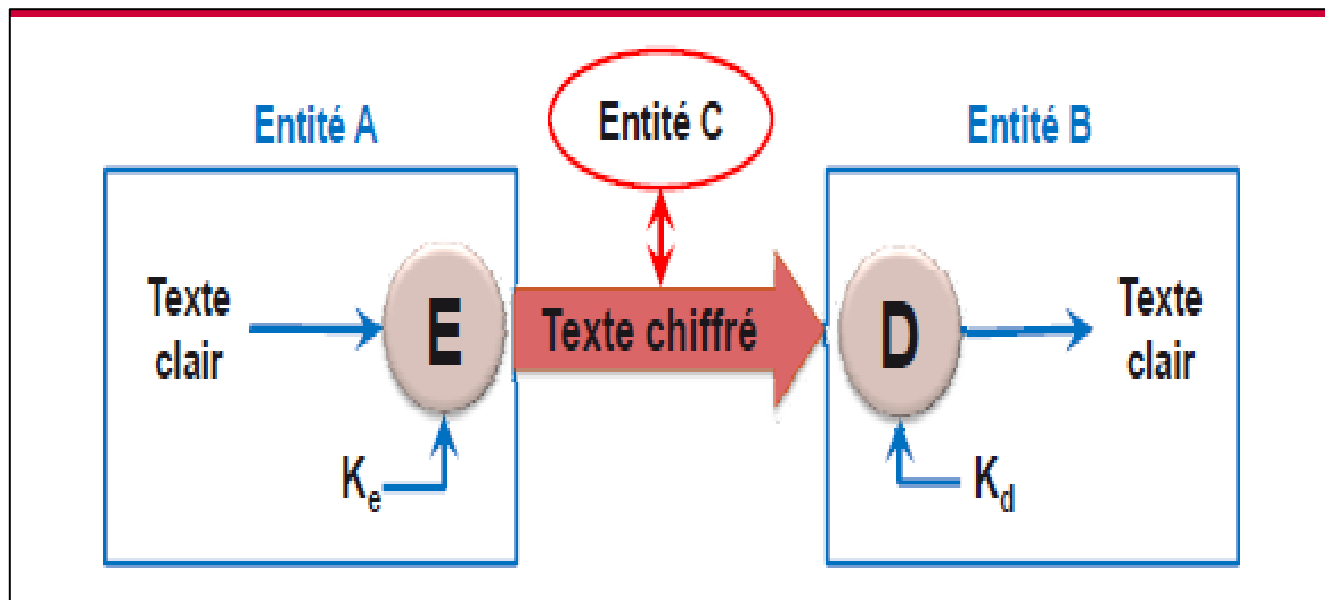 Entité A
Entité C
Entité B
Texte
clair
E
Texte chiffré
D
Texte
clair
Ke
Kd